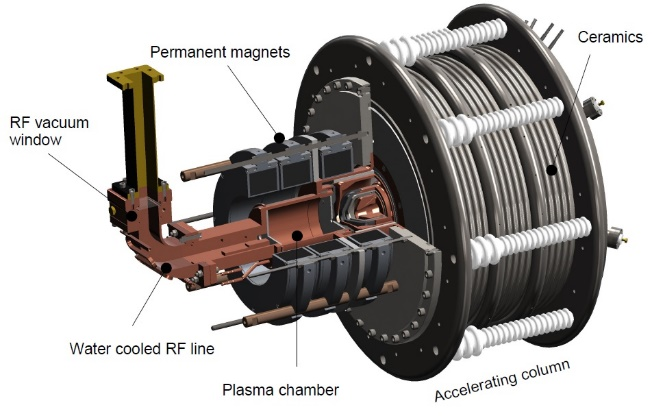 Permanent magnets
Ceramics
RF vacuum
window
Water cooled RF line
Plasma chamber
Accelerating column